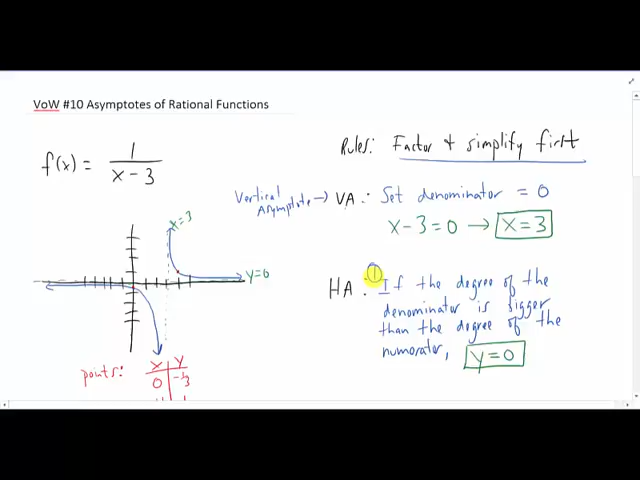 VoW #10 Asymptotes of Rational Functions
f(x) = 1 / x - 3
Rules: Factor + simplify first
Vertical Asymptote → VA: Set denominator = 0
x - 3 = 0 → x = 3
x=3
y=0
HA: ① If the degree of the
denominator is bigger
than the degree of the
numorator, y = 0
points:
x y
0 -1/3